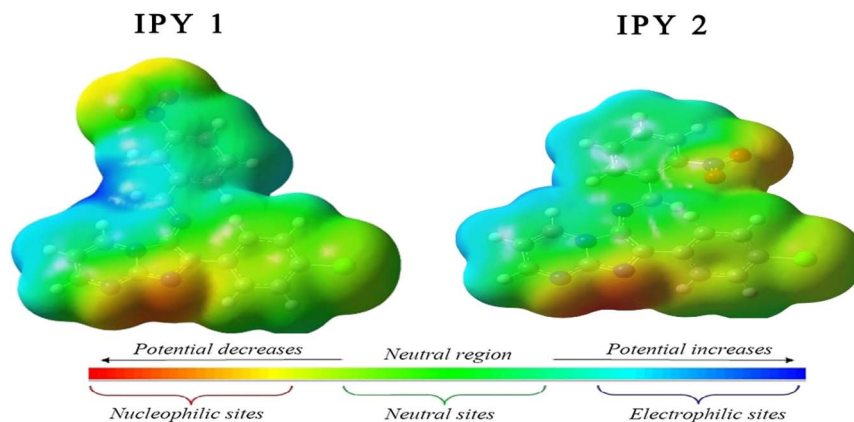 IPY 1
IPY 2
Potential decreases
Neutral region
Potential increases
Nucleophilic sites
Neutral sites
Electrophilic sites